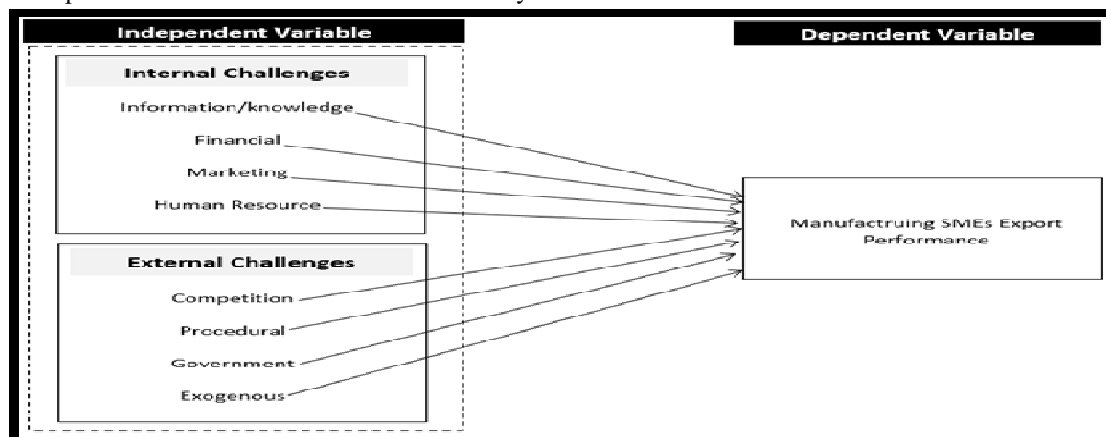 Independent Variable
Dependent Variable
Internal Challenges
Information/knowledge
Financial
Marketing
Human Resource
External Challenges
Competition
Procedural
Government
Exogenous
Manufactruing SMEs Export
Performance